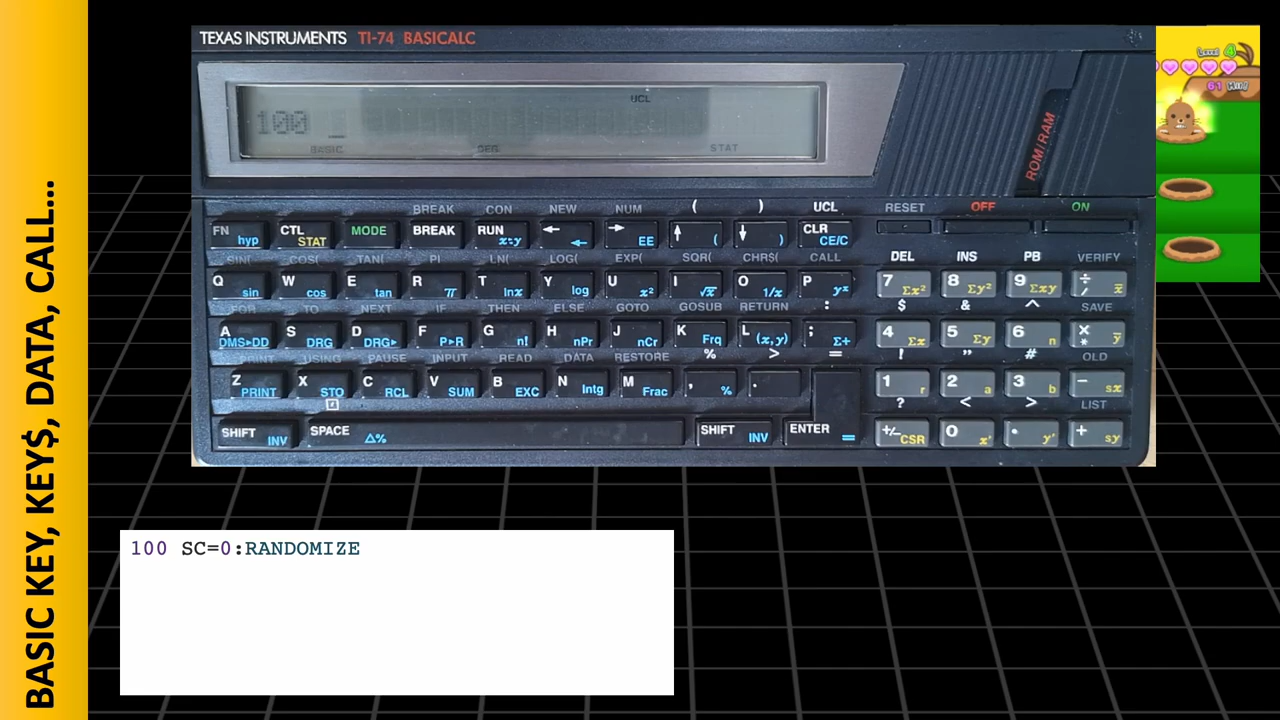 BASIC KEY, KEY$, DATA, CALL...
TEXAS INSTRUMENTS TI-74 BASICALC
UCL
100 _
BASIC DEG STAT
ROM/RAM
Level 4
61
BREAK CON NEW NUM ( ) UCL RESET OFF ON
FN hyp CTL STAT MODE BREAK RUN x:y ← ← → EE ↑ ( ↓ ) CLR CE/C
SIN( COS( TAN( PI LN( LOG( EXP( SQR( CHR$( CALL DEL INS PB VERIFY
Q sin W cos E tan R π T lnx Y log U x² I √x O 1/x P yˣ 7 Σx² 8 Σy² 9 Σxy ÷ / x̅
FOR TO NEXT IF THEN ELSE GOTO GOSUB RETURN : $ & ^ SAVE
A DMS▸DD S DRG D DRG▸ F P▸R G n! H nPr J nCr K Frq L (x,y) ; Σ+ 4 Σx 5 Σy 6 n × * y̅
PRINT USING PAUSE INPUT READ DATA RESTORE % > = ! " # OLD
Z PRINT X STO C RCL V SUM B EXC N Intg M Frac , % . 1 r 2 a 3 b − sx
? < > LIST
SHIFT INV SPACE Δ% SHIFT INV ENTER = +/− CSR 0 x' . y' + sy
100 SC=0:RANDOMIZE